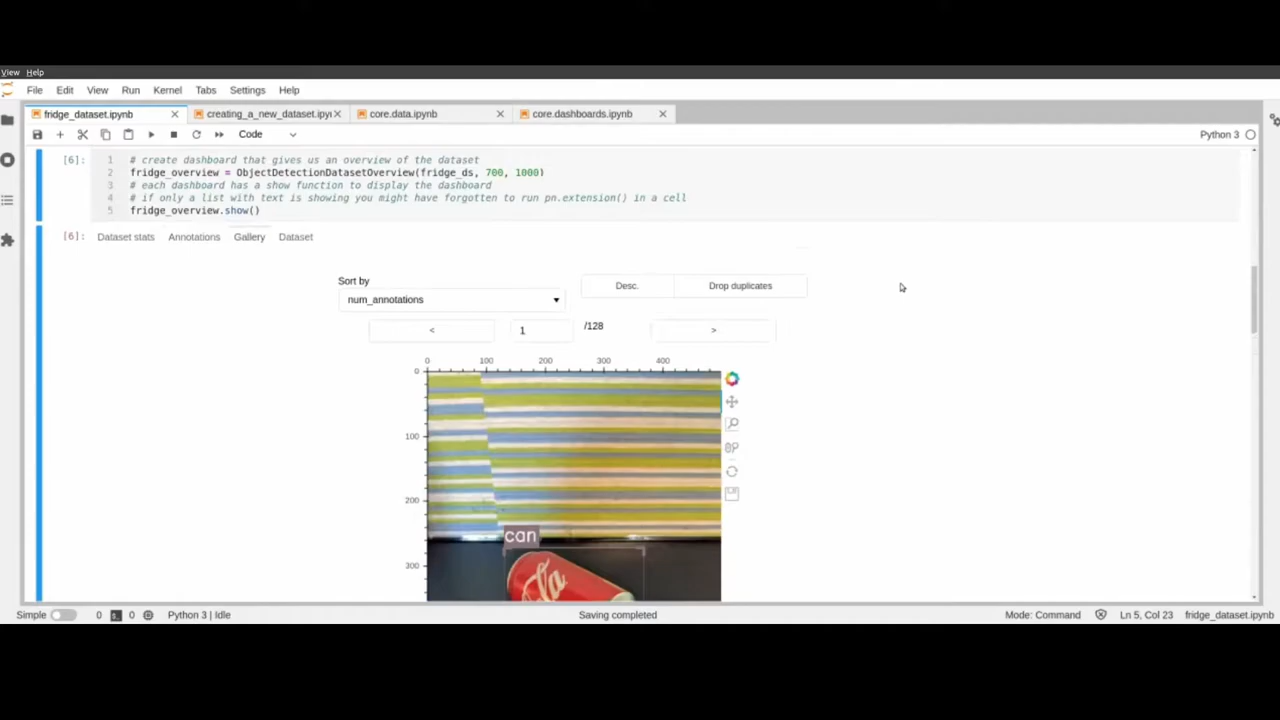 View Help
File Edit View Run Kernel Tabs Settings Help
fridge_dataset.ipynb creating_a_new_dataset.ipyı core.data.ipynb core.dashboards.ipynb
Code Python 3
[6]: 1 # create dashboard that gives us an overview of the dataset
2 fridge_overview = ObjectDetectionDatasetOverview(fridge_ds, 700, 1000)
3 # each dashboard has a show function to display the dashboard
4 # if only a list with text is showing you might have forgotten to run pn.extension() in a cell
5 fridge_overview.show()
[6]: Dataset stats Annotations Gallery Dataset
Sort by
num_annotations Desc. Drop duplicates
< 1 /128 >
0 100 200 300 400
0
100
200
can
300
Simple 0 0 Python 3 | Idle Saving completed Mode: Command Ln 5, Col 23 fridge_dataset.ipynb